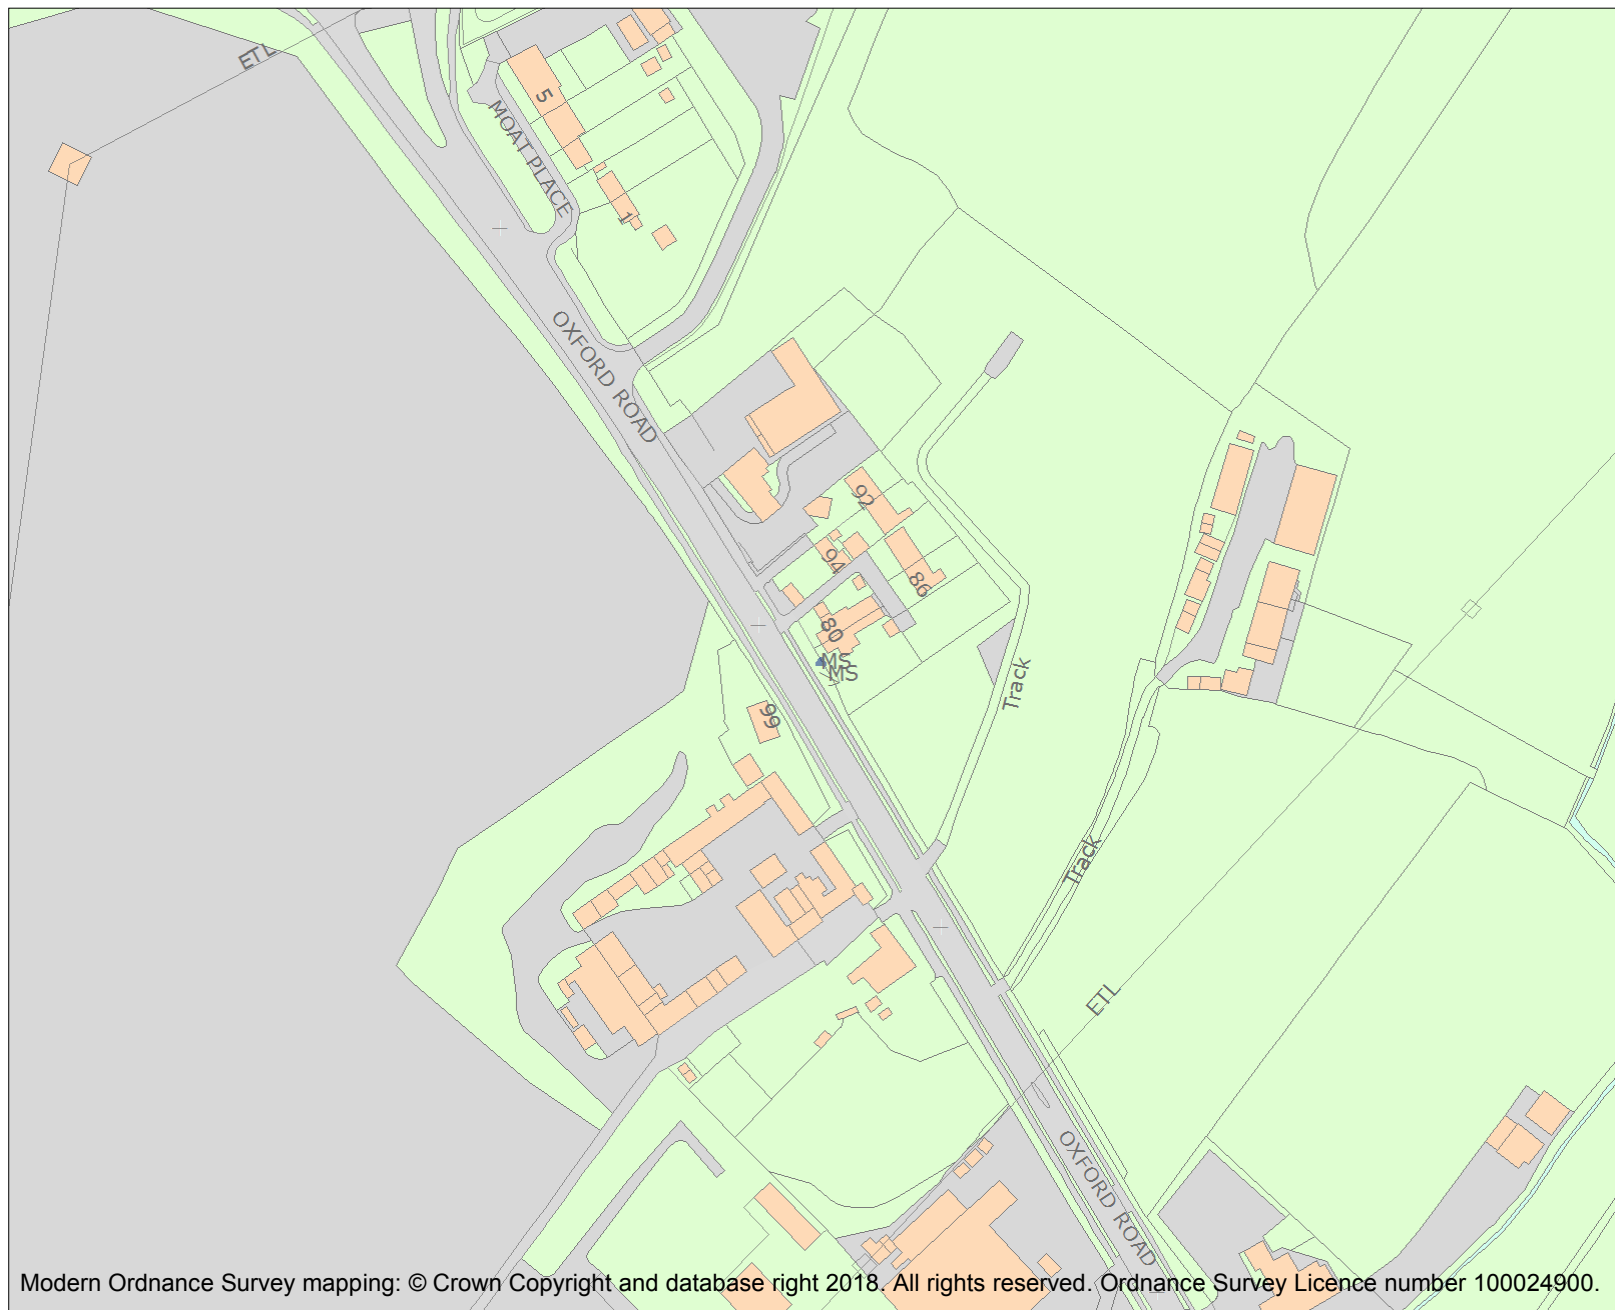 ETL
5
MOAT PLACE
1
OXFORD ROAD
92
94
86
80
MS
MS
Track
99
Track
ETL
OXFORD ROAD
Modern Ordnance Survey mapping: © Crown Copyright and database right 2018. All rights reserved. Ordnance Survey Licence number 100024900.